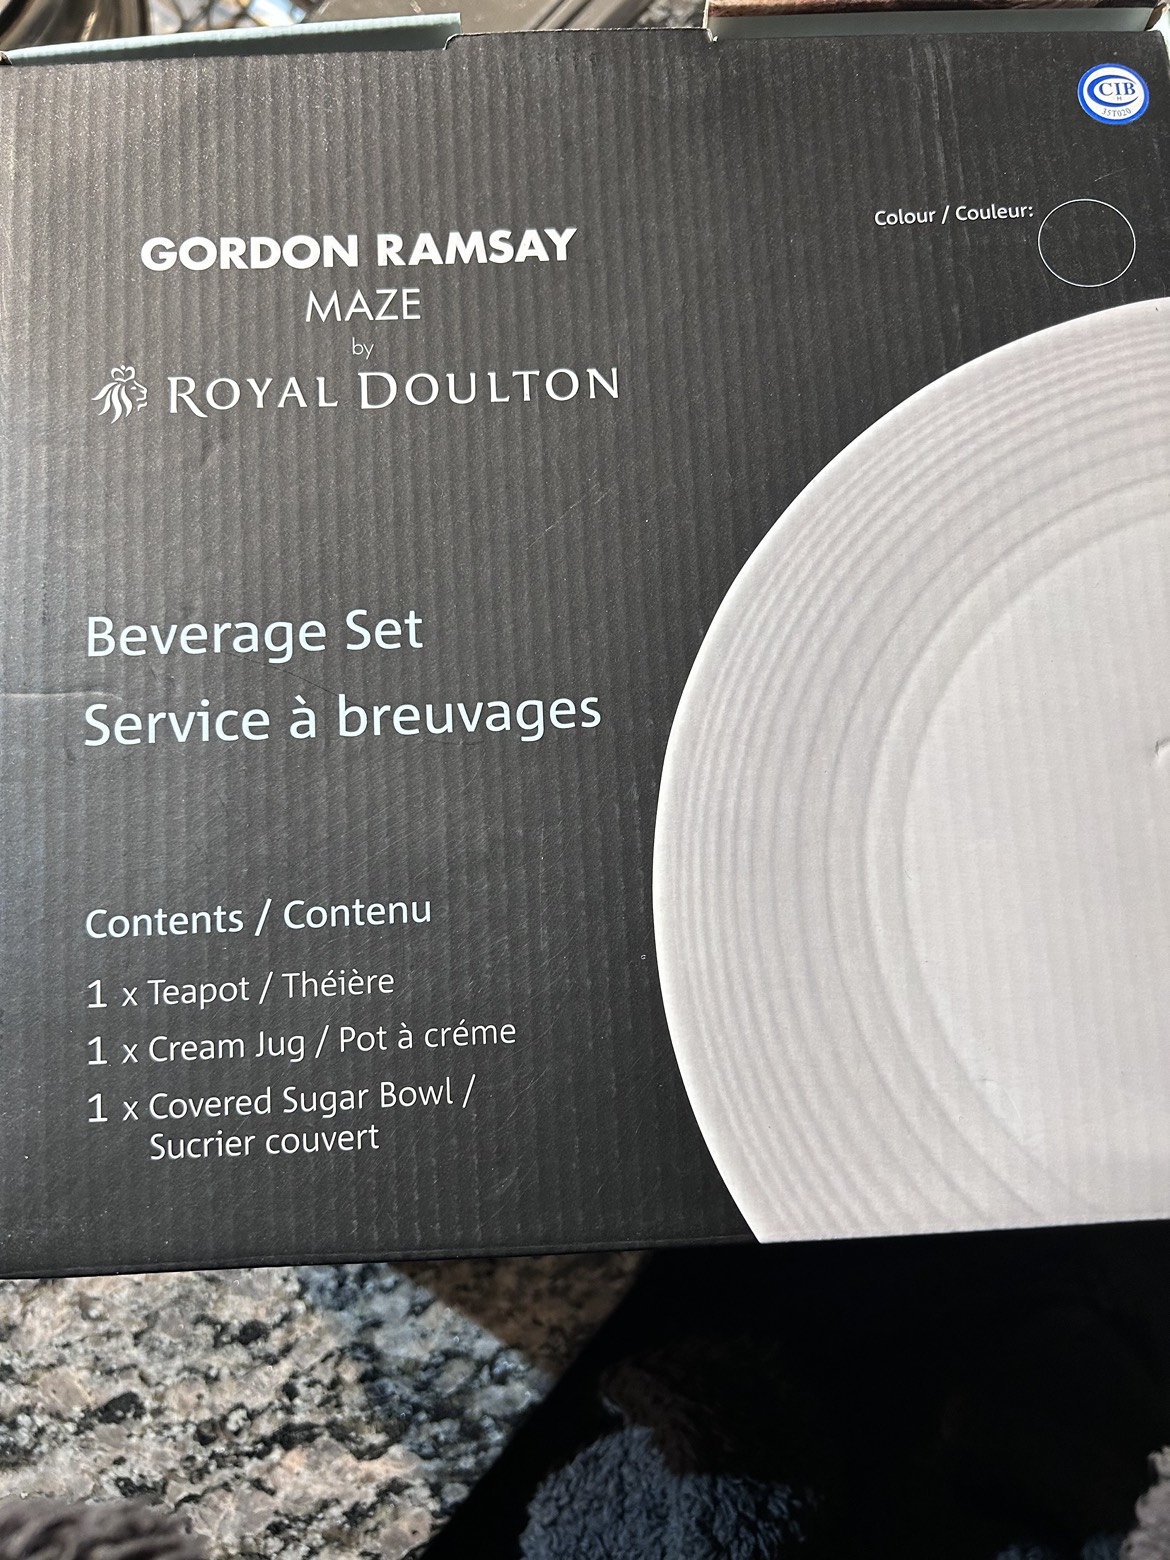 CIB
H
35T020
Colour / Couleur:
GORDON RAMSAY
MAZE
by
ROYAL DOULTON
Beverage Set
Service à breuvages
Contents / Contenu
1 x Teapot / Théière
1 x Cream Jug / Pot à créme
1 x Covered Sugar Bowl /
Sucrier couvert